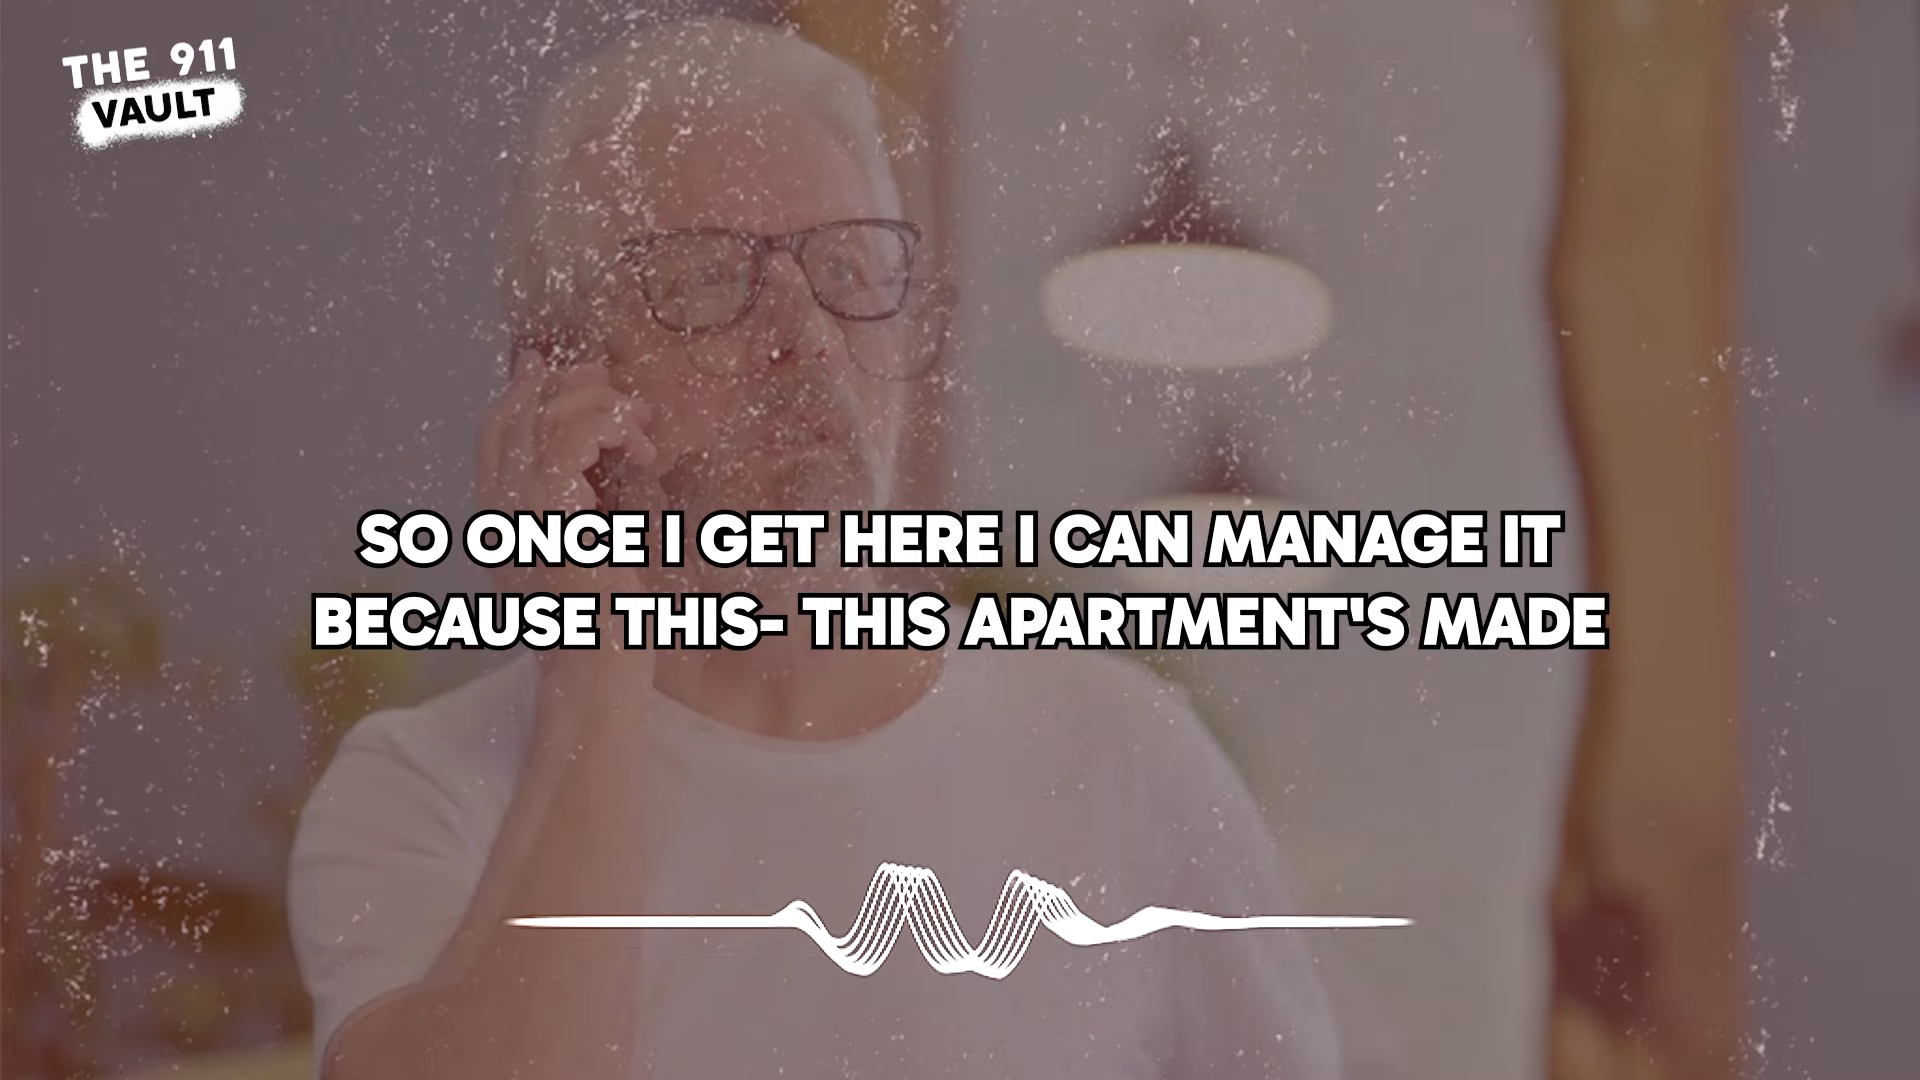 THE 911
VAULT
SO ONCE I GET HERE I CAN MANAGE IT
BECAUSE THIS- THIS APARTMENT'S MADE